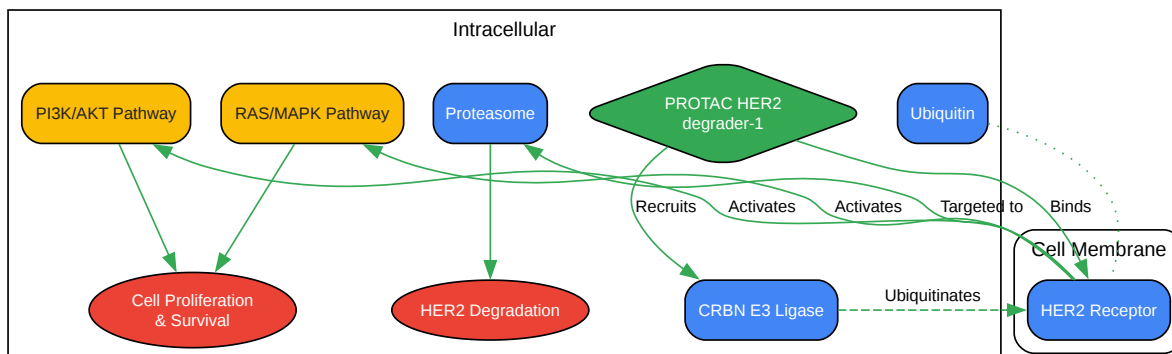 Intracellular
PI3K/AKT Pathway
RAS/MAPK Pathway
Proteasome
PROTAC HER2
degrader-1
Ubiquitin
Recruits
Activates
Activates
Targeted to
Binds
Cell Membrane
Cell Proliferation
& Survival
HER2 Degradation
CRBN E3 Ligase
Ubiquitinates
HER2 Receptor